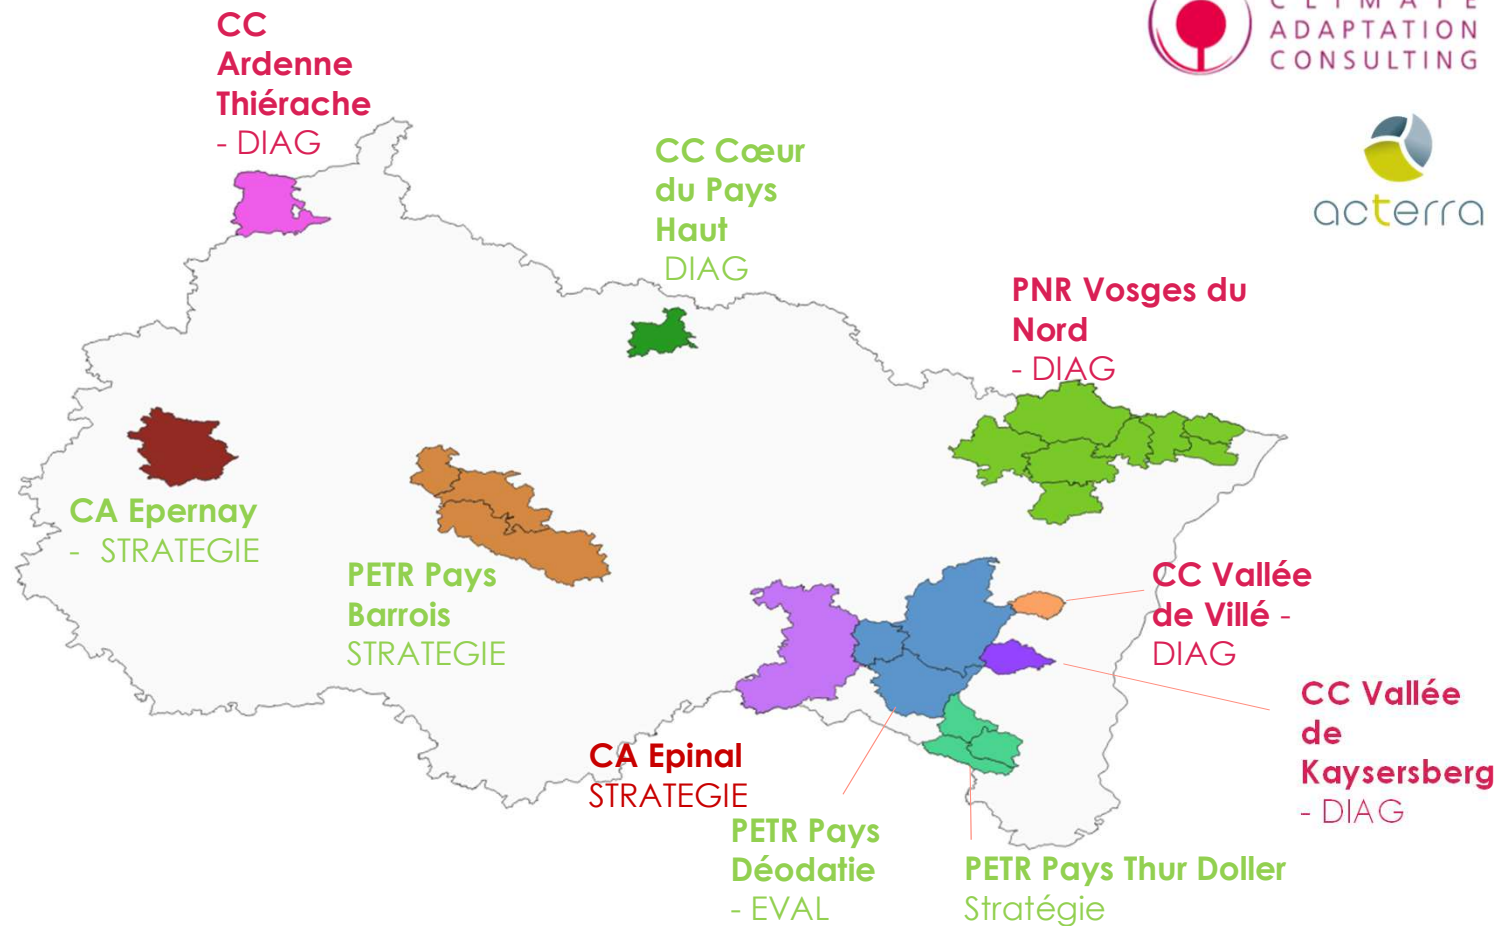 CC
Ardenne
Thiérache
- DIAG
CLIMATE
ADAPTATION
CONSULTING
acterra
CC Cœur
du Pays
Haut
DIAG
PNR Vosges du
Nord
- DIAG
CA Epernay
- STRATEGIE
PETR Pays
Barrois
STRATEGIE
CC Vallée
de Villé -
DIAG
CC Vallée
de
Kaysersberg
- DIAG
CA Epinal
STRATEGIE
PETR Pays
Déodatie
- EVAL
PETR Pays Thur Doller
Stratégie